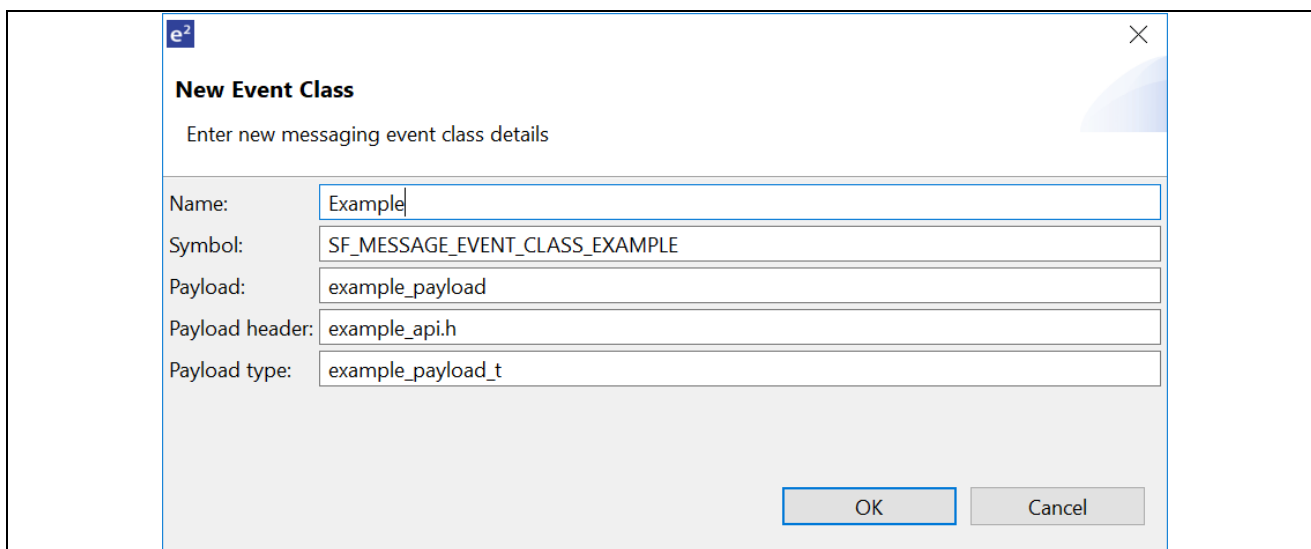 e²
New Event Class
Enter new messaging event class details
Name: Example
Symbol: SF_MESSAGE_EVENT_CLASS_EXAMPLE
Payload: example_payload
Payload header: example_api.h
Payload type: example_payload_t
OK Cancel